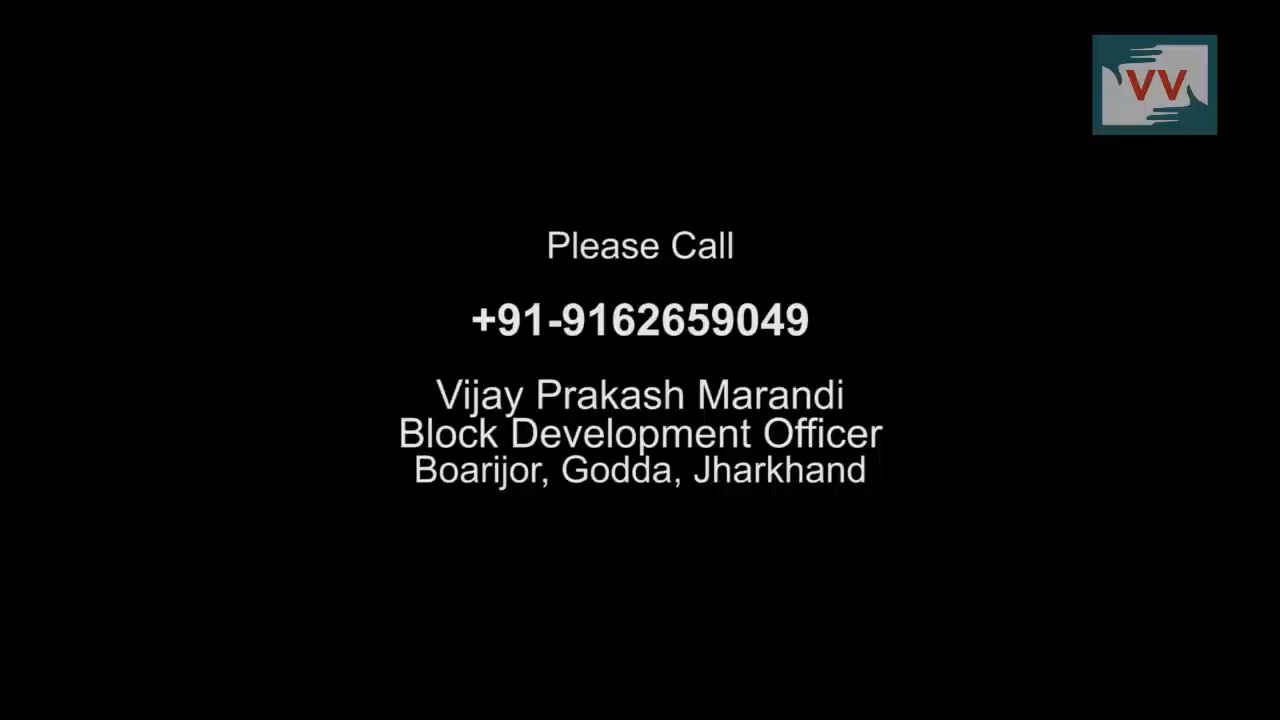 VV
Please Call
+91-9162659049
Vijay Prakash Marandi
Block Development Officer
Boarijor, Godda, Jharkhand